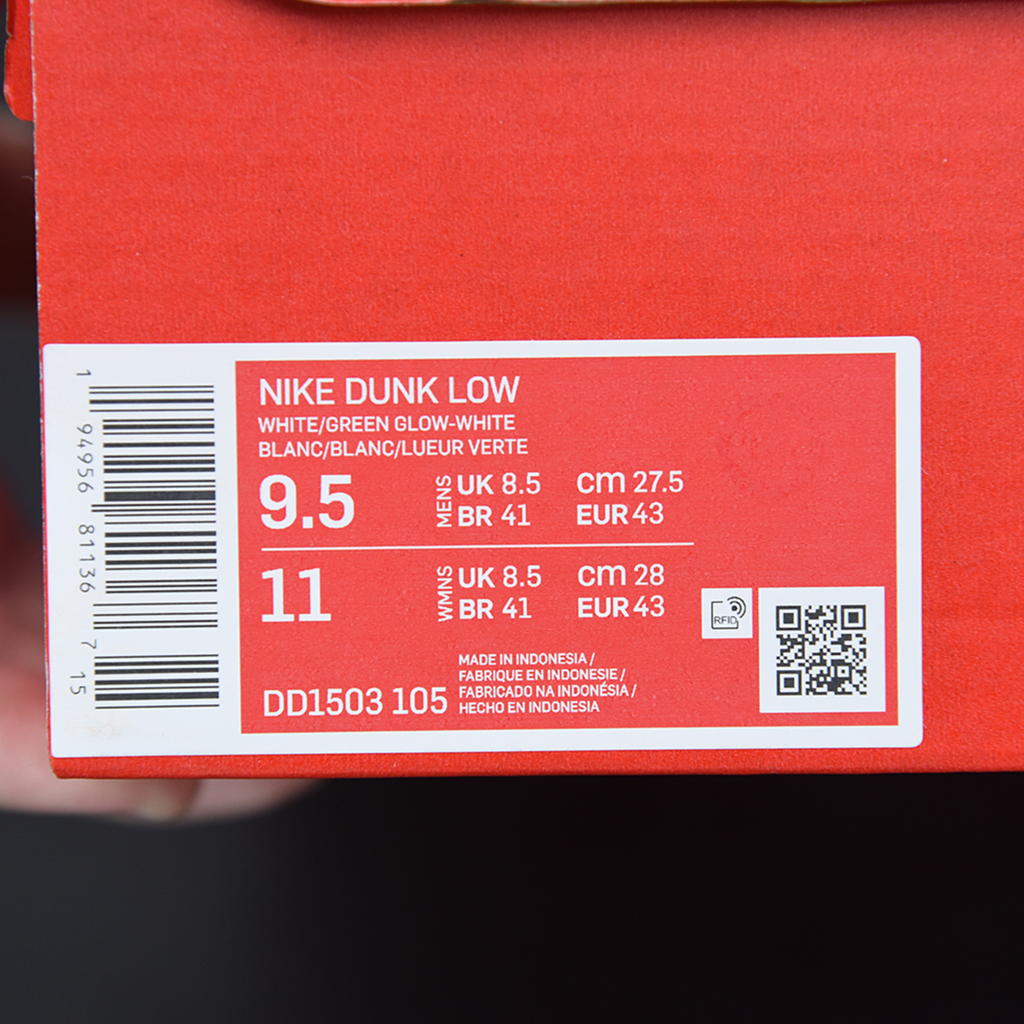 NIKE DUNK LOW
WHITE/GREEN GLOW-WHITE
BLANC/BLANC/LUEUR VERTE
9.5 MENS UK 8.5 cm 27.5
BR 41 EUR 43
11 WMNS UK 8.5 cm 28
BR 41 EUR 43
RFID
MADE IN INDONESIA /
FABRIQUE EN INDONESIE /
FABRICADO NA INDONÉSIA /
HECHO EN INDONESIA
DD1503 105
1 94956 81136 7 15